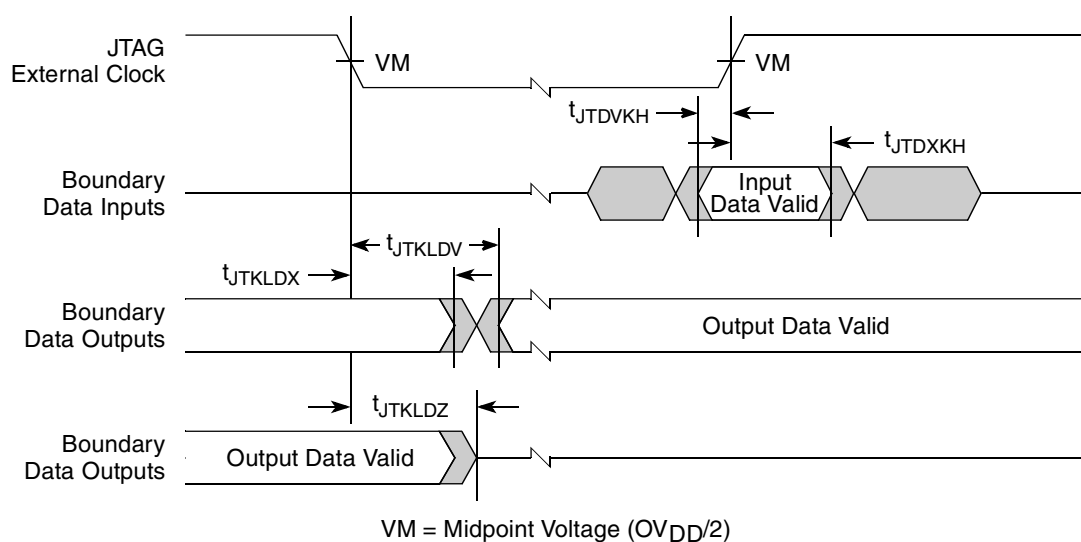 JTAG
External Clock
VM
VM
tJTDVKH
tJTDXKH
Boundary
Data Inputs
Input
Data Valid
tJTKLDV
tJTKLDX
Boundary
Data Outputs
Output Data Valid
tJTKLDZ
Boundary
Data Outputs
Output Data Valid
VM = Midpoint Voltage (OVDD/2)